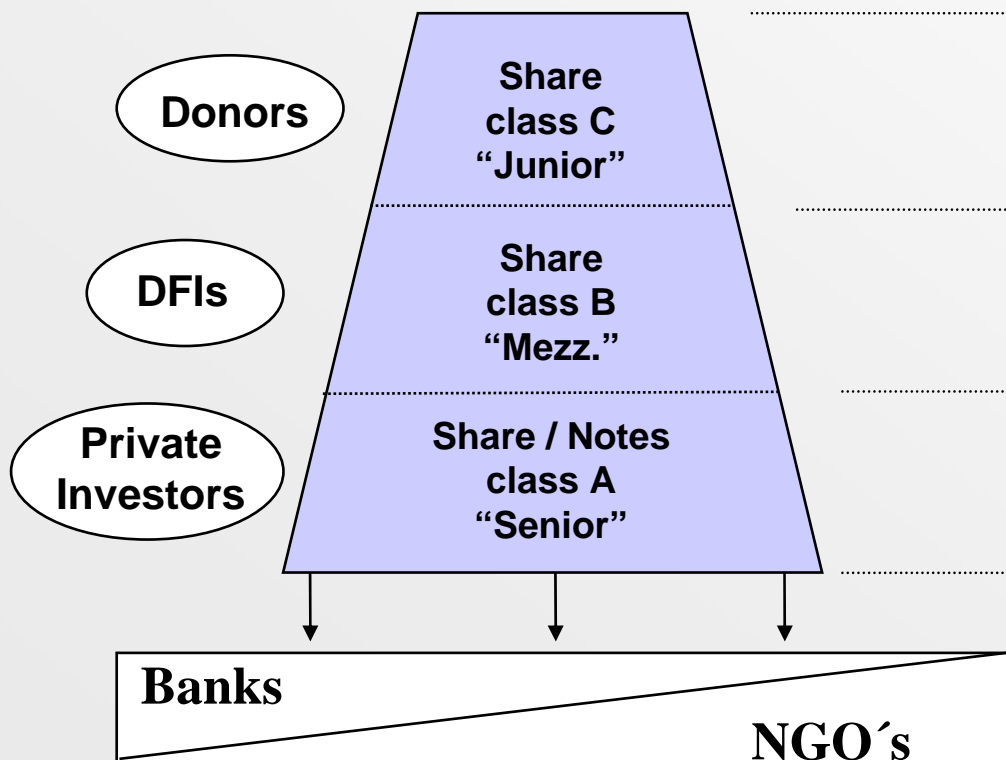 Donors
Share
class C
“Junior”
DFIs
Share
class B
“Mezz.”
Private
Investors
Share / Notes
class A
“Senior”
Banks
NGO´s